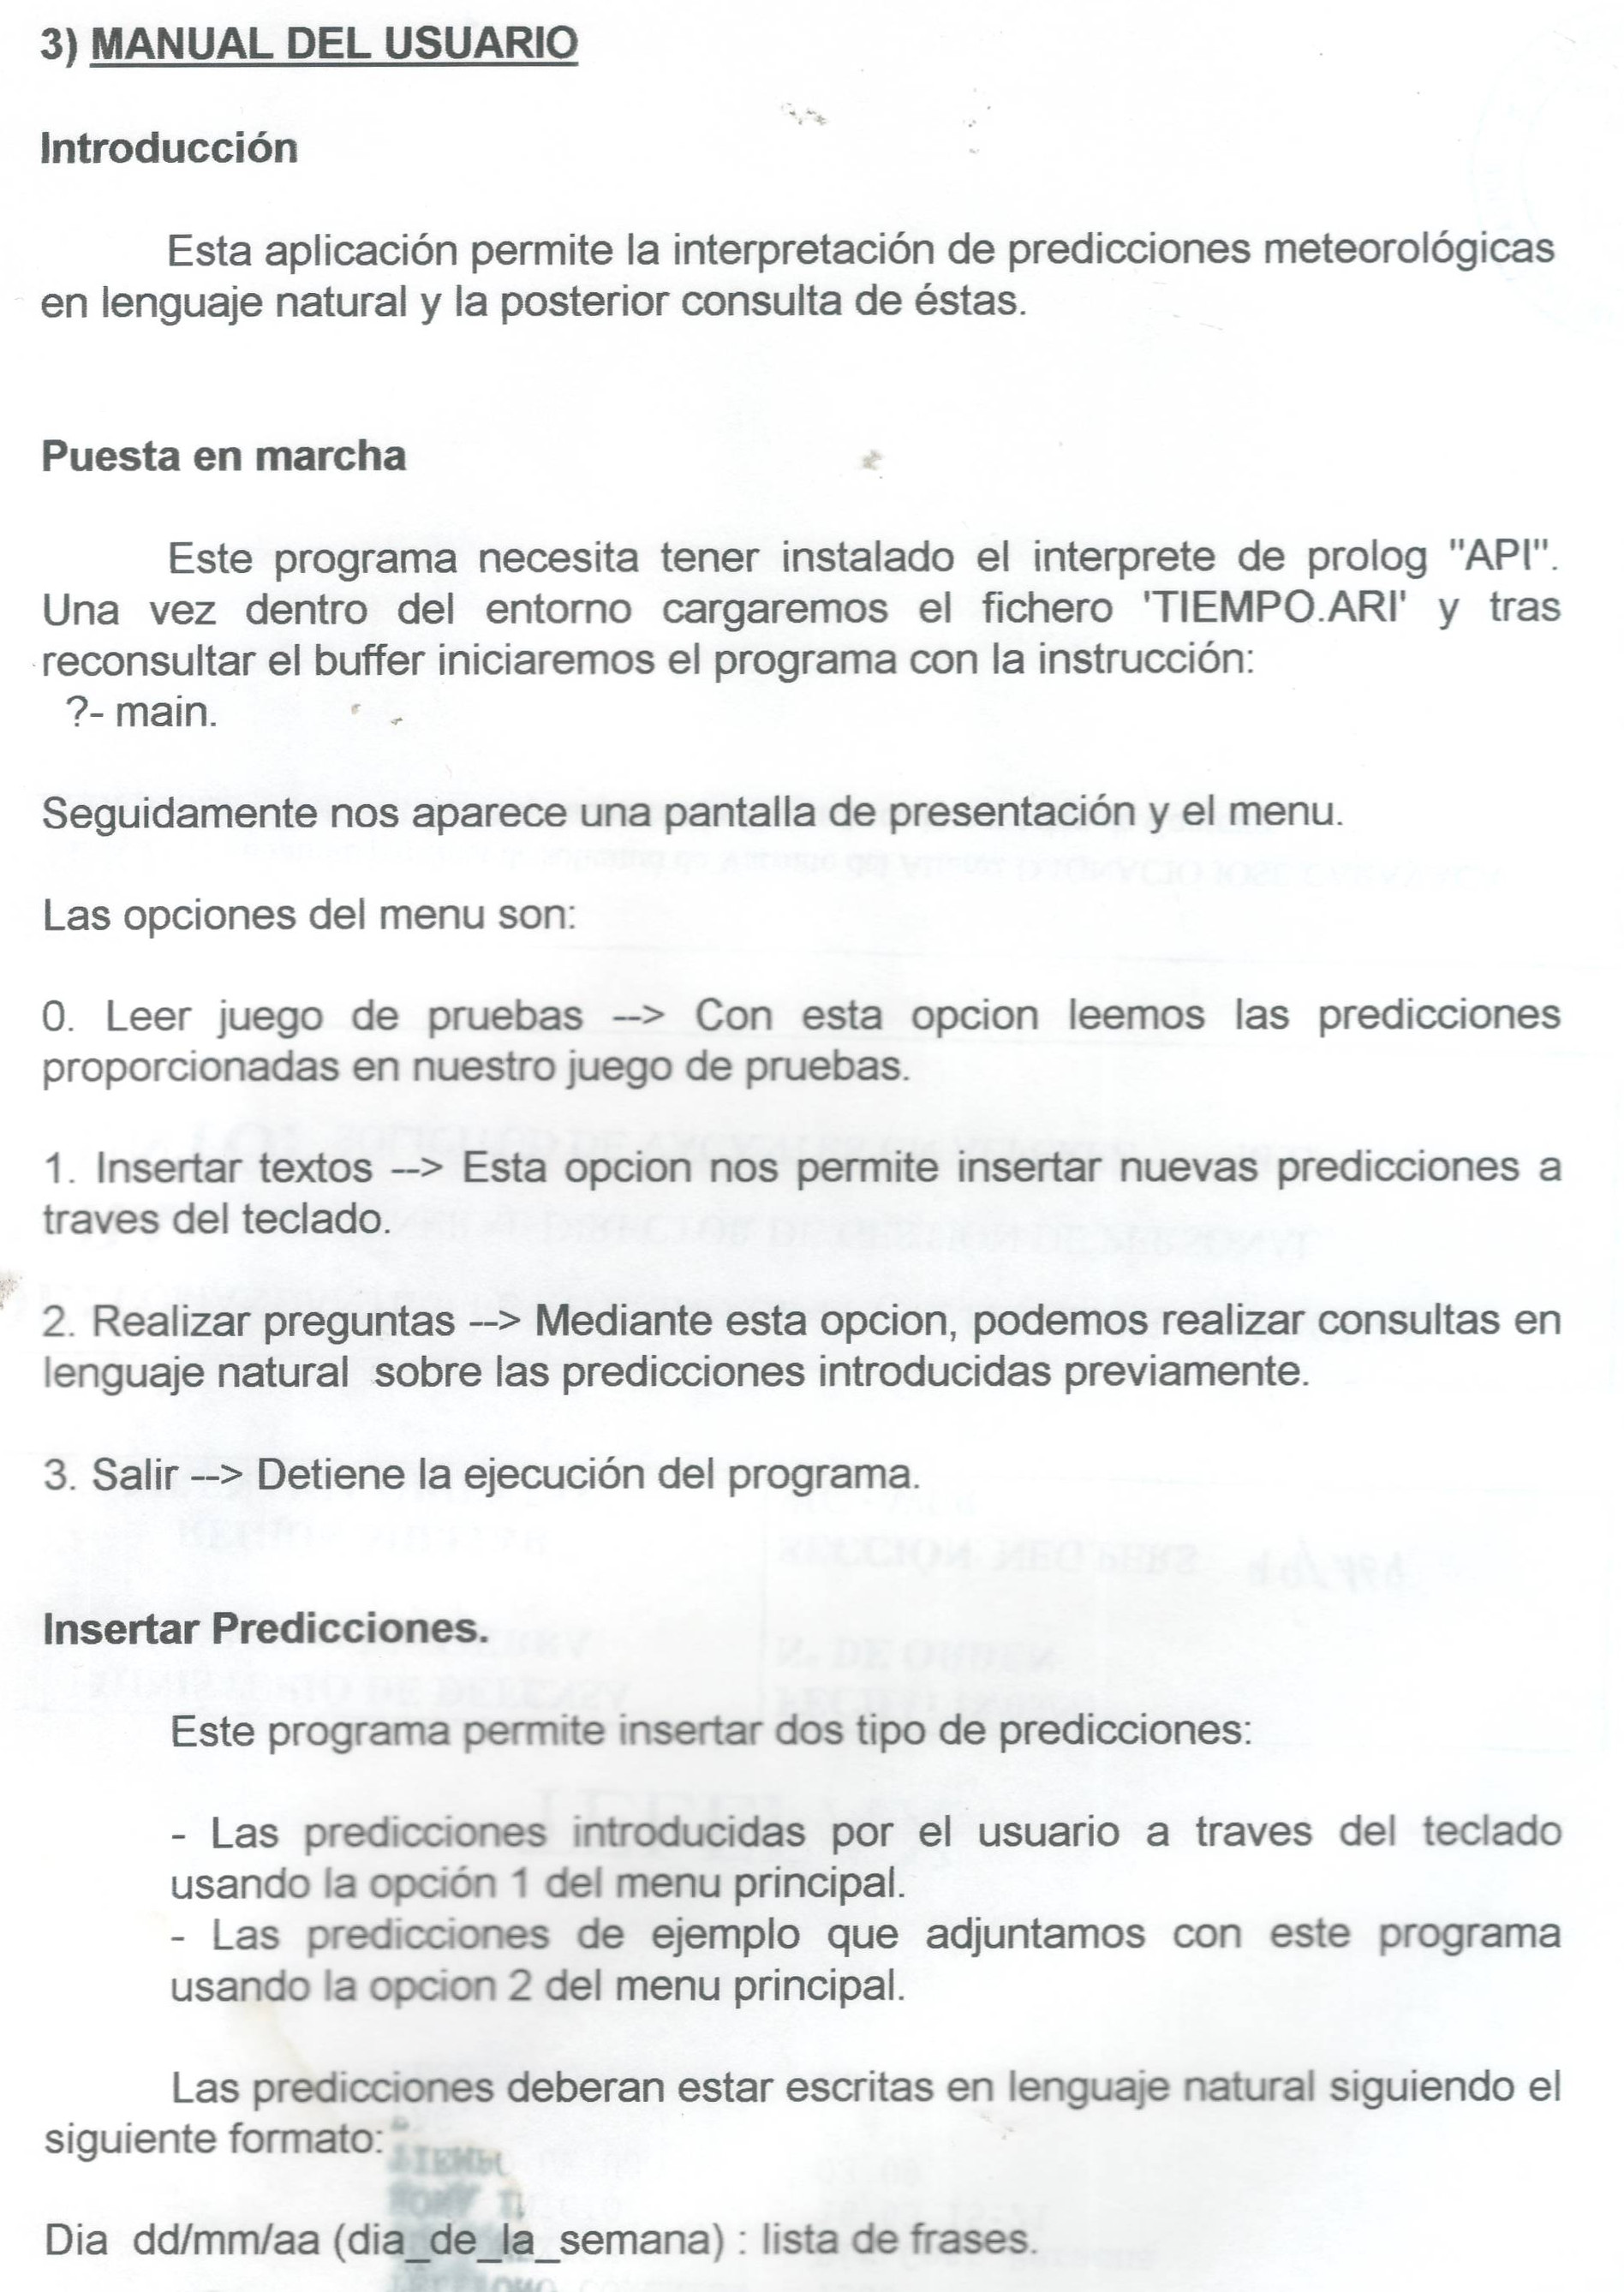 3) MANUAL DEL USUARIO
Introducción
Esta aplicación permite la interpretación de predicciones meteorológicas
en lenguaje natural y la posterior consulta de éstas.
Puesta en marcha
Este programa necesita tener instalado el interprete de prolog "API".
Una vez dentro del entorno cargaremos el fichero 'TIEMPO.ARI' y tras
reconsultar el buffer iniciaremos el programa con la instrucción:
?- main.
Seguidamente nos aparece una pantalla de presentación y el menu.
Las opciones del menu son:
0. Leer juego de pruebas --> Con esta opcion leemos las predicciones
proporcionadas en nuestro juego de pruebas.
1. Insertar textos --> Esta opcion nos permite insertar nuevas predicciones a
traves del teclado.
2. Realizar preguntas --> Mediante esta opcion, podemos realizar consultas en
lenguaje natural sobre las predicciones introducidas previamente.
3. Salir --> Detiene la ejecución del programa.
Insertar Predicciones.
Este programa permite insertar dos tipo de predicciones:
- Las predicciones introducidas por el usuario a traves del teclado
usando la opción 1 del menu principal.
- Las predicciones de ejemplo que adjuntamos con este programa
usando la opcion 2 del menu principal.
Las predicciones deberan estar escritas en lenguaje natural siguiendo el
siguiente formato:
Dia dd/mm/aa (dia_de_la_semana) : lista de frases.